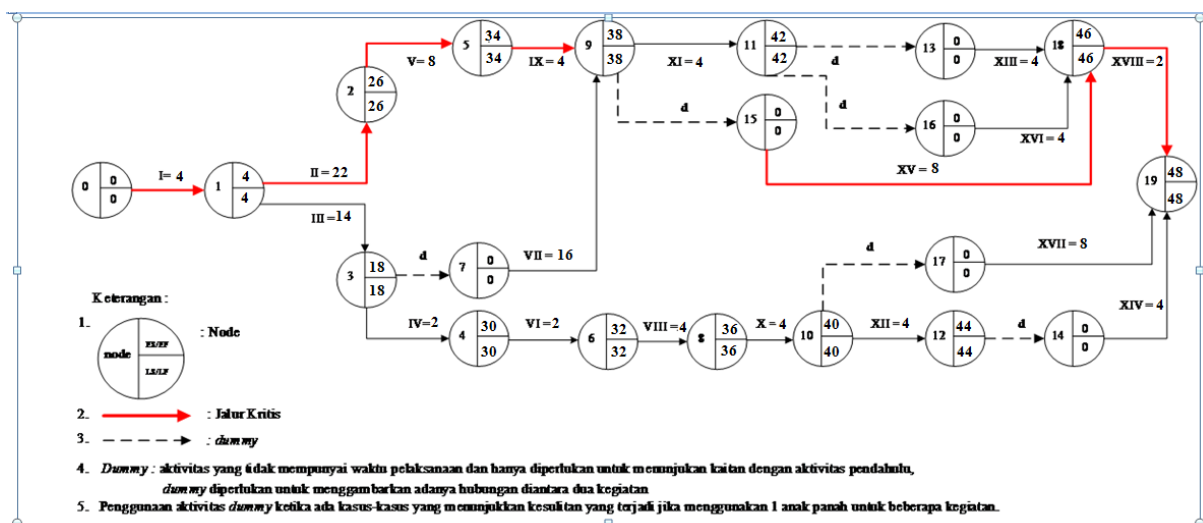 5 34 34
9 38 38
11 42 42
13 0 0
18 46 46
V= 8
IX = 4
XI = 4
d
XIII = 4
XVIII = 2
2 26 26
d
15 0 0
d
16 0 0
XVI = 4
I= 4
II = 22
XV = 8
0 0 0
1 4 4
19 48 48
III =14
d
VII = 16
d
XVII = 8
3 18 18
7 0 0
17 0 0
Keterangan :
1.
node ES/EF LS/LF
: Node
IV=2
VI=2
VIII=4
X= 4
XII=4
d
XIV= 4
4 30 30
6 32 32
8 36 36
10 40 40
12 44 44
14 0 0
2. : Jalur Kritis
3. : dummy
4. Dummy : aktivitas yang tidak mempunyai waktu pelaksanaan dan hanya diperlukan untuk menunjukan kaitan dengan aktivitas pendahulu,
dummy diperlukan untuk menggambarkan adanya hubungan diantara dua kegiatan
5. Penggunaan aktivitas dummy ketika ada kasus-kasus yang menunjukkan kesulitan yang terjadi jika menggunakan 1 anak panah untuk beberapa kegiatan.